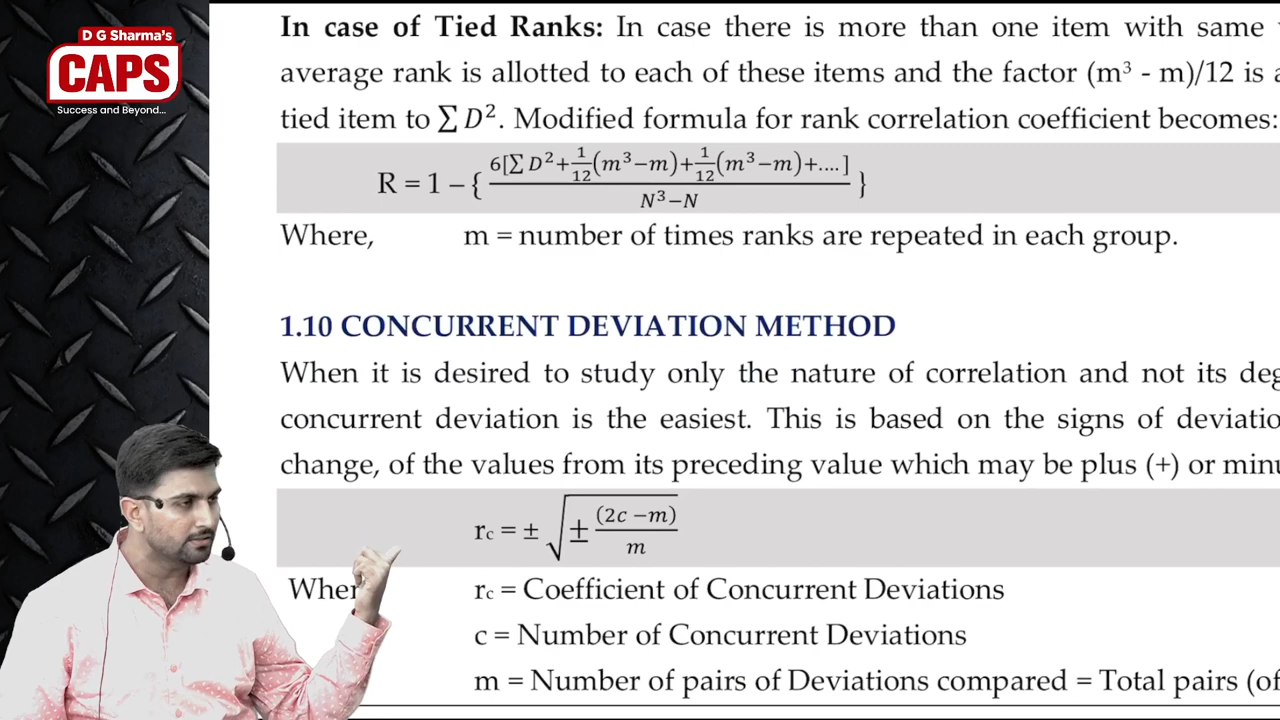 D G Sharma's
CAPS
Success and Beyond...
In case of Tied Ranks: In case there is more than one item with same
average rank is allotted to each of these items and the factor (m³ - m)/12 is
tied item to ∑ D². Modified formula for rank correlation coefficient becomes:
R = 1 – { 6[∑ D²+1/12(m³−m)+1/12(m³−m)+....] / N³−N }
Where, m = number of times ranks are repeated in each group.
1.10 CONCURRENT DEVIATION METHOD
When it is desired to study only the nature of correlation and not its
concurrent deviation is the easiest. This is based on the signs of
change, of the values from its preceding value which may be plus (+) or
rc = ± √± (2c −m) / m
rc = Coefficient of Concurrent Deviations
c = Number of Concurrent Deviations
m = Number of pairs of Deviations compared = Total pairs